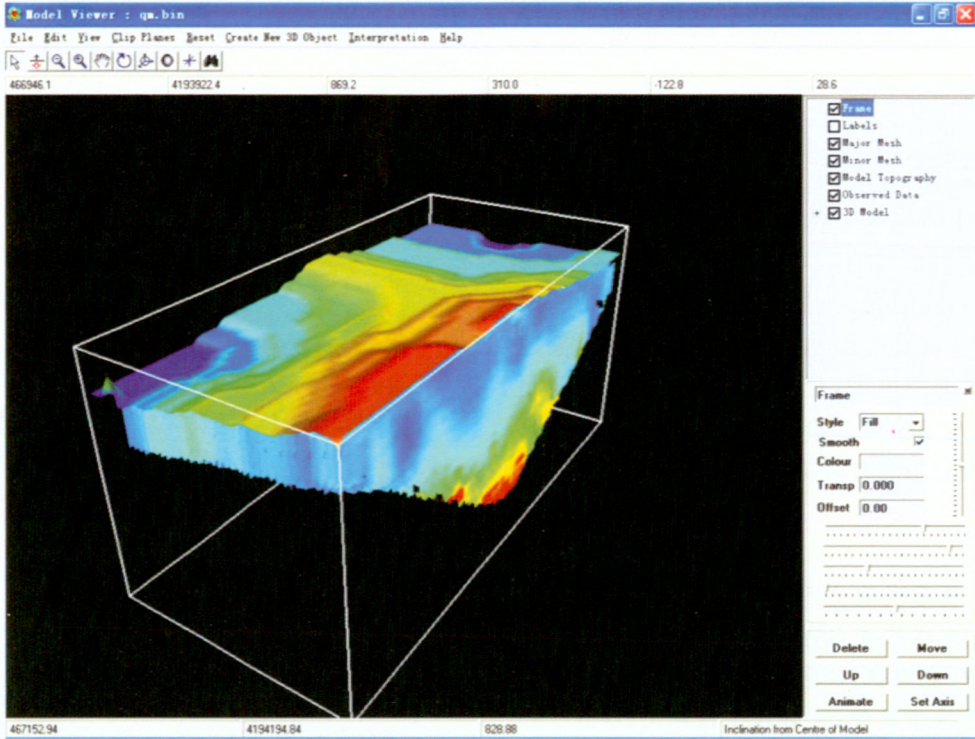 Model Viewer : qm.bin
File Edit View Clip Planes Reset Create New 3D Object Interpretation Help
466946.1 4193922.4 869.2 310.0 -122.8 28.6
Frame
Labels
Major Mesh
Minor Mesh
Model Topography
Observed Data
+ 3D Model
Frame
Style Fill
Smooth
Colour
Transp 0.000
Offset 0.00
Delete Move
Up Down
Animate Set Axis
467152.94 4194194.84 828.88 Inclination from Centre of Model